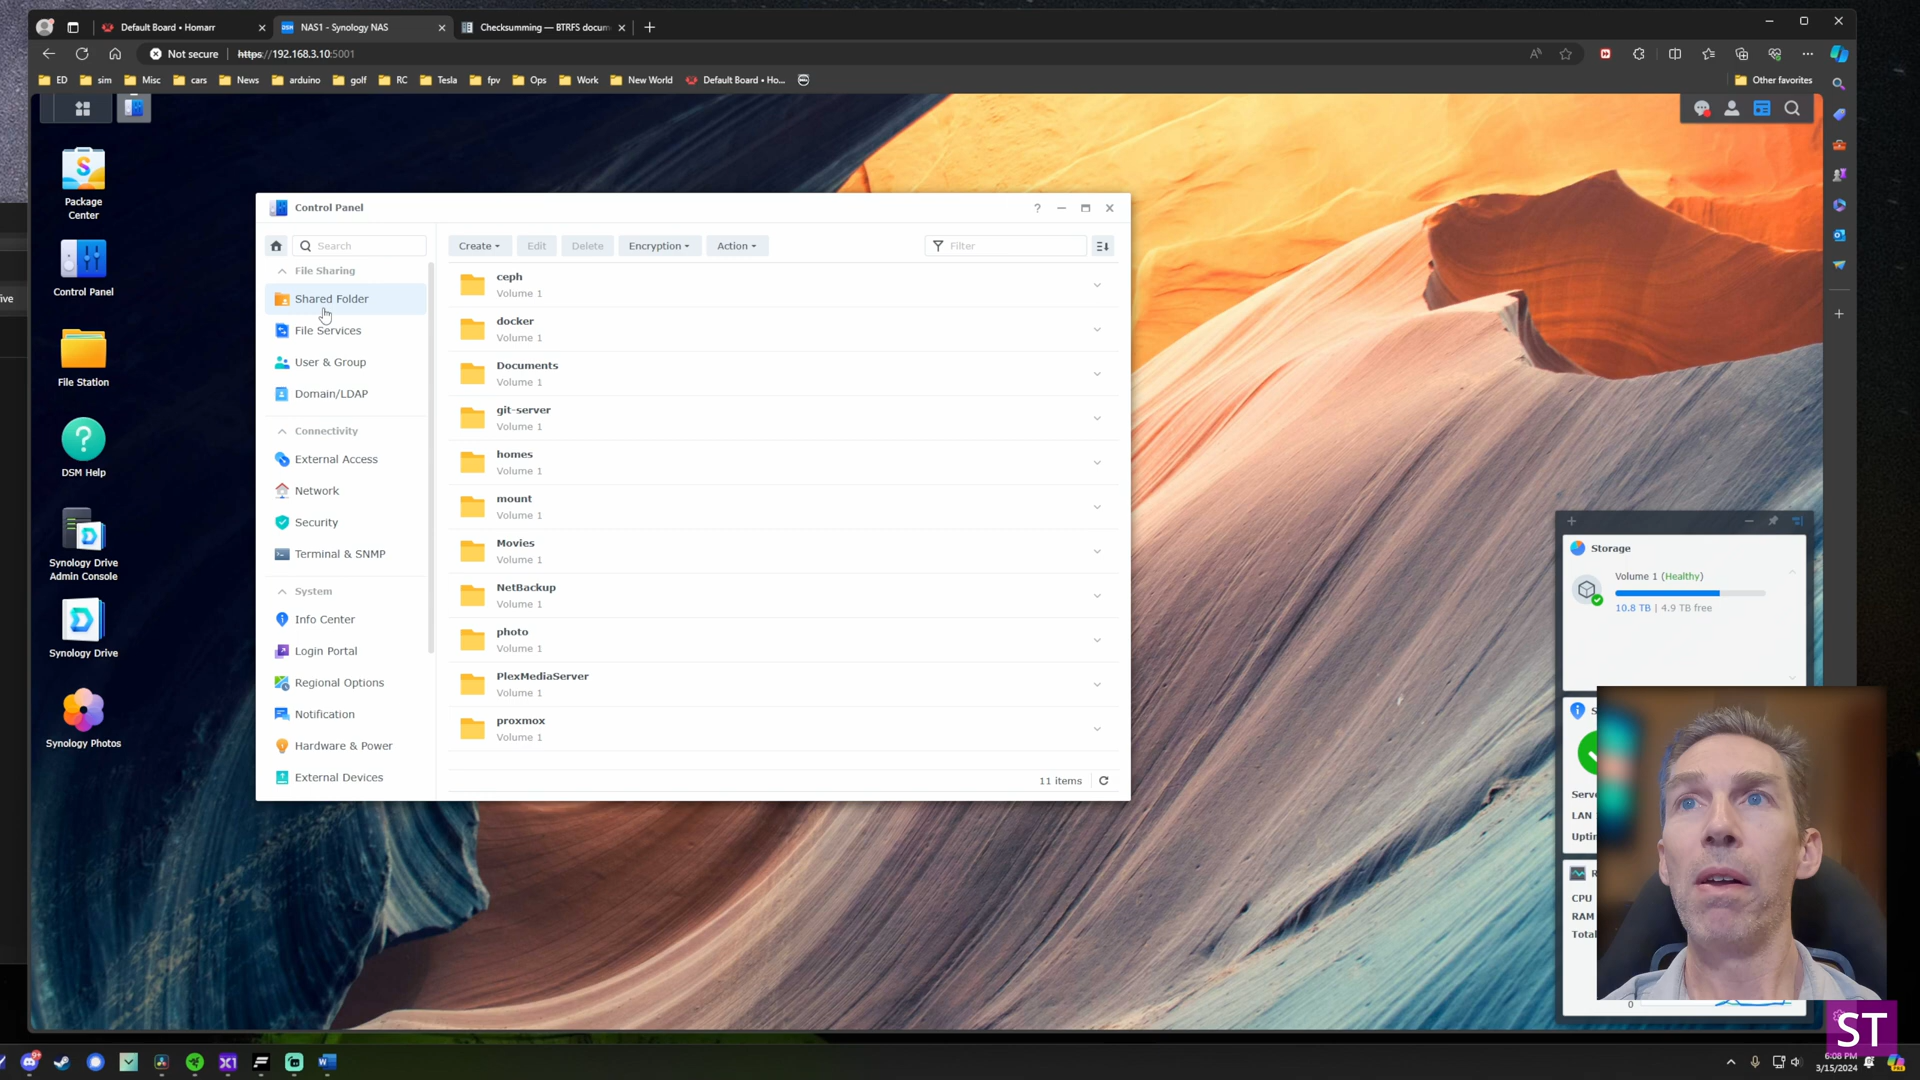 Default Board • Homarr
NAS1 - Synology NAS
Checksumming — BTRFS docum
Not secure
https://192.168.3.10:5001
ED
sim
Misc
cars
News
arduino
golf
RC
Tesla
fpv
Ops
Work
New World
Default Board • Ho...
Other favorites
Package
Center
Control Panel
File Station
DSM Help
Synology Drive
Admin Console
Synology Drive
Synology Photos
Control Panel
Search
Create
Edit
Delete
Encryption
Action
Filter
File Sharing
Shared Folder
File Services
User & Group
Domain/LDAP
Connectivity
External Access
Network
Security
Terminal & SNMP
System
Info Center
Login Portal
Regional Options
Notification
Hardware & Power
External Devices
ceph
Volume 1
docker
Volume 1
Documents
Volume 1
git-server
Volume 1
homes
Volume 1
mount
Volume 1
Movies
Volume 1
NetBackup
Volume 1
photo
Volume 1
PlexMediaServer
Volume 1
proxmox
Volume 1
11 items
Storage
Volume 1 (Healthy)
10.8 TB | 4.9 TB free
LAN
CPU
RAM
0
ST
6:08 PM
3/15/2024